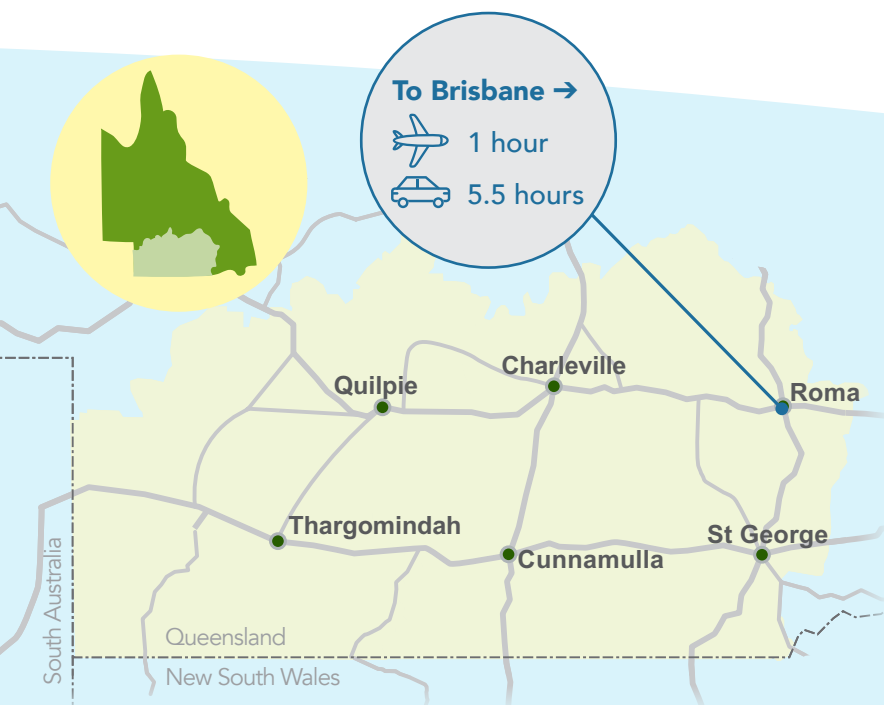 To Brisbane ➔
1 hour
5.5 hours
Charleville
Quilpie
Roma
Thargomindah
St George
Cunnamulla
South Australia
Queensland
New South Wales